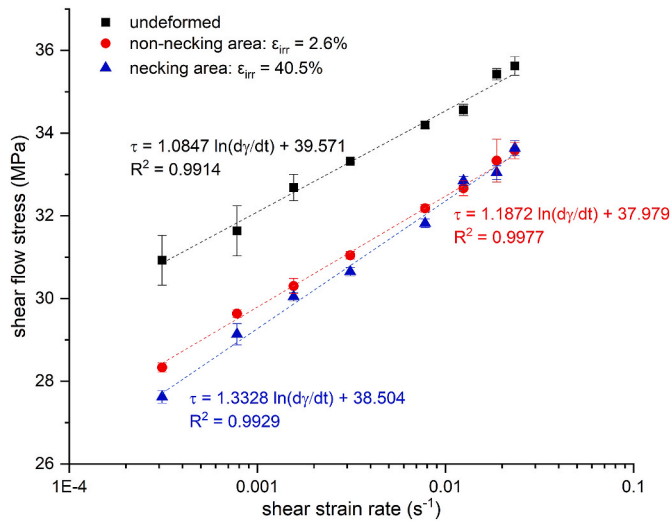 undeformed
non-necking area: εirr = 2.6%
necking area: εirr = 40.5%
τ = 1.0847 ln(dγ/dt) + 39.571
R² = 0.9914
τ = 1.1872 ln(dγ/dt) + 37.979
R² = 0.9977
τ = 1.3328 ln(dγ/dt) + 38.504
R² = 0.9929
shear flow stress (MPa)
36
34
32
30
28
26
1E-4
0.001
0.01
0.1
shear strain rate (s⁻¹)